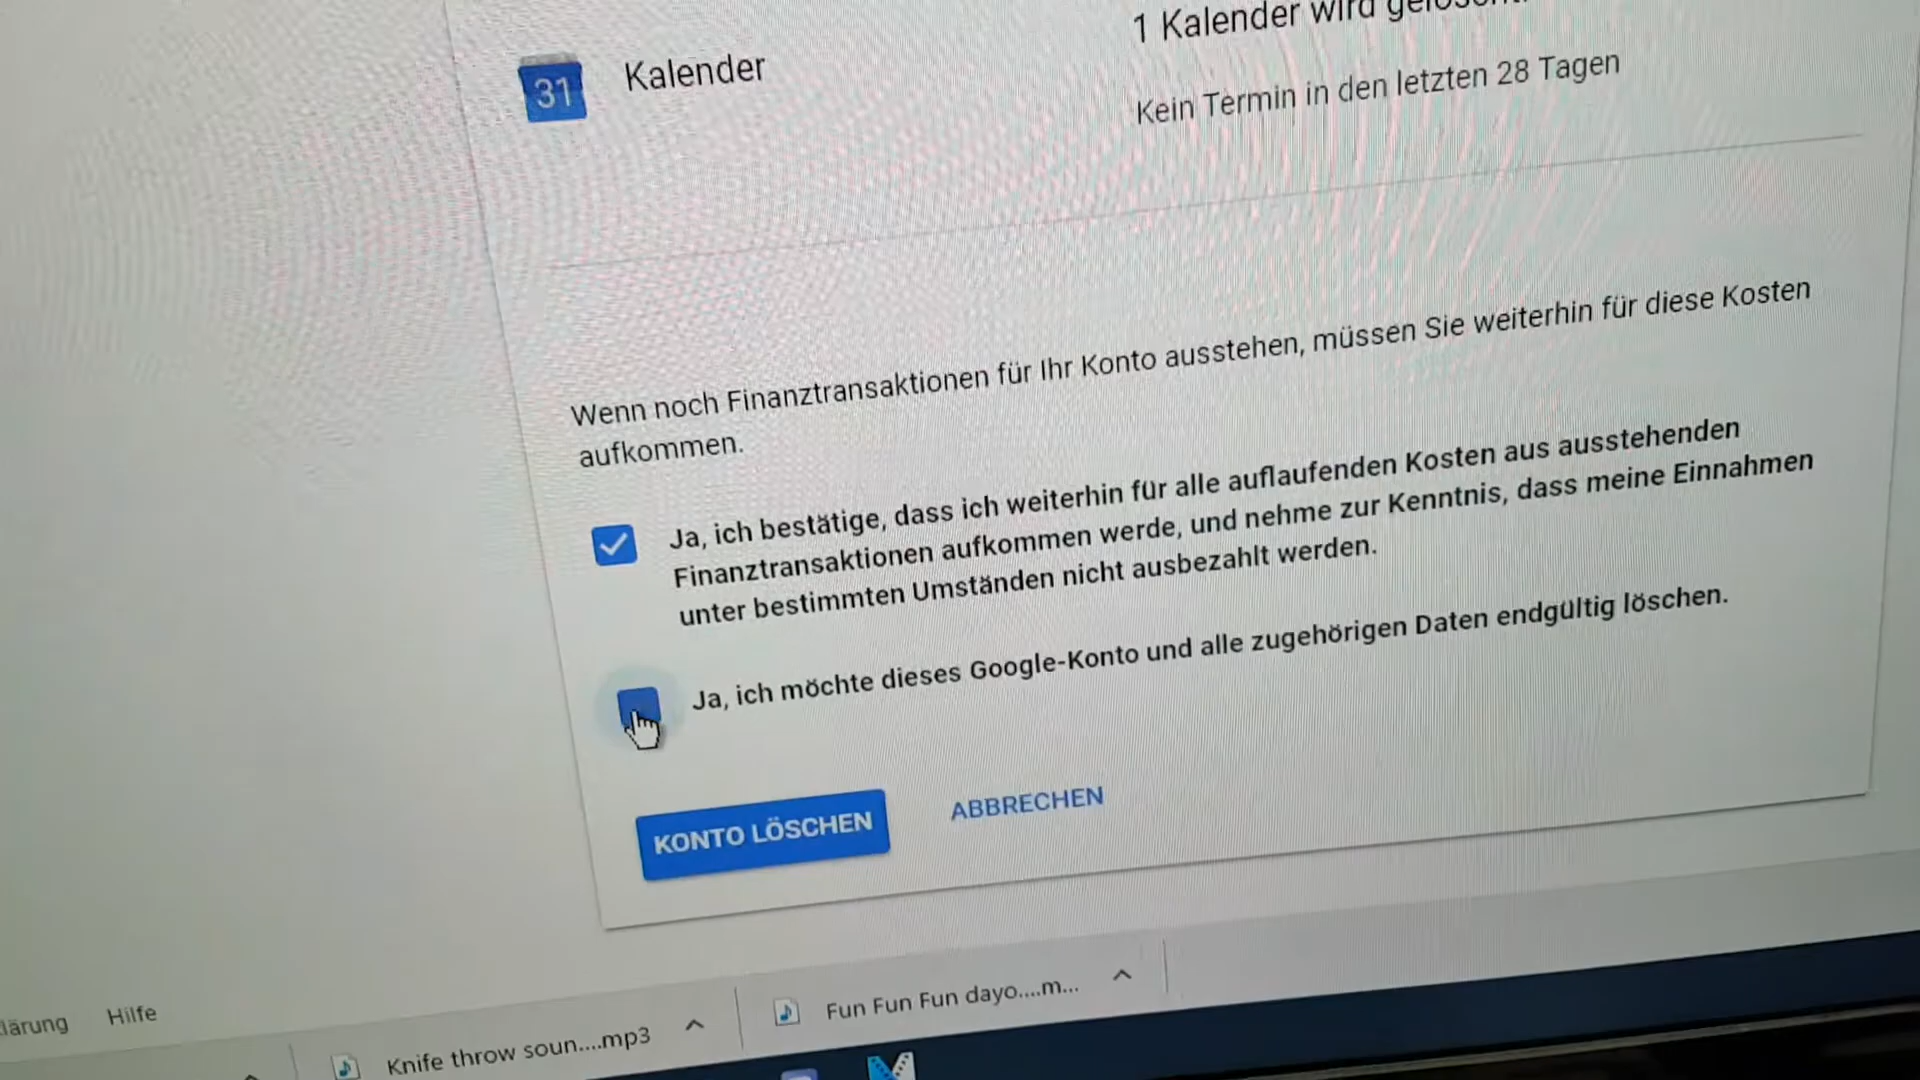 1 Kalender wird gelöscht.
31 Kalender
Kein Termin in den letzten 28 Tagen
Wenn noch Finanztransaktionen für Ihr Konto ausstehen, müssen Sie weiterhin für diese Kosten
aufkommen.
Ja, ich bestätige, dass ich weiterhin für alle auflaufenden Kosten aus ausstehenden
Finanztransaktionen aufkommen werde, und nehme zur Kenntnis, dass meine Einnahmen
unter bestimmten Umständen nicht ausbezahlt werden.
Ja, ich möchte dieses Google-Konto und alle zugehörigen Daten endgültig löschen.
KONTO LÖSCHEN
ABBRECHEN
lärung Hilfe
Knife throw soun....mp3
Fun Fun Fun dayo....m...